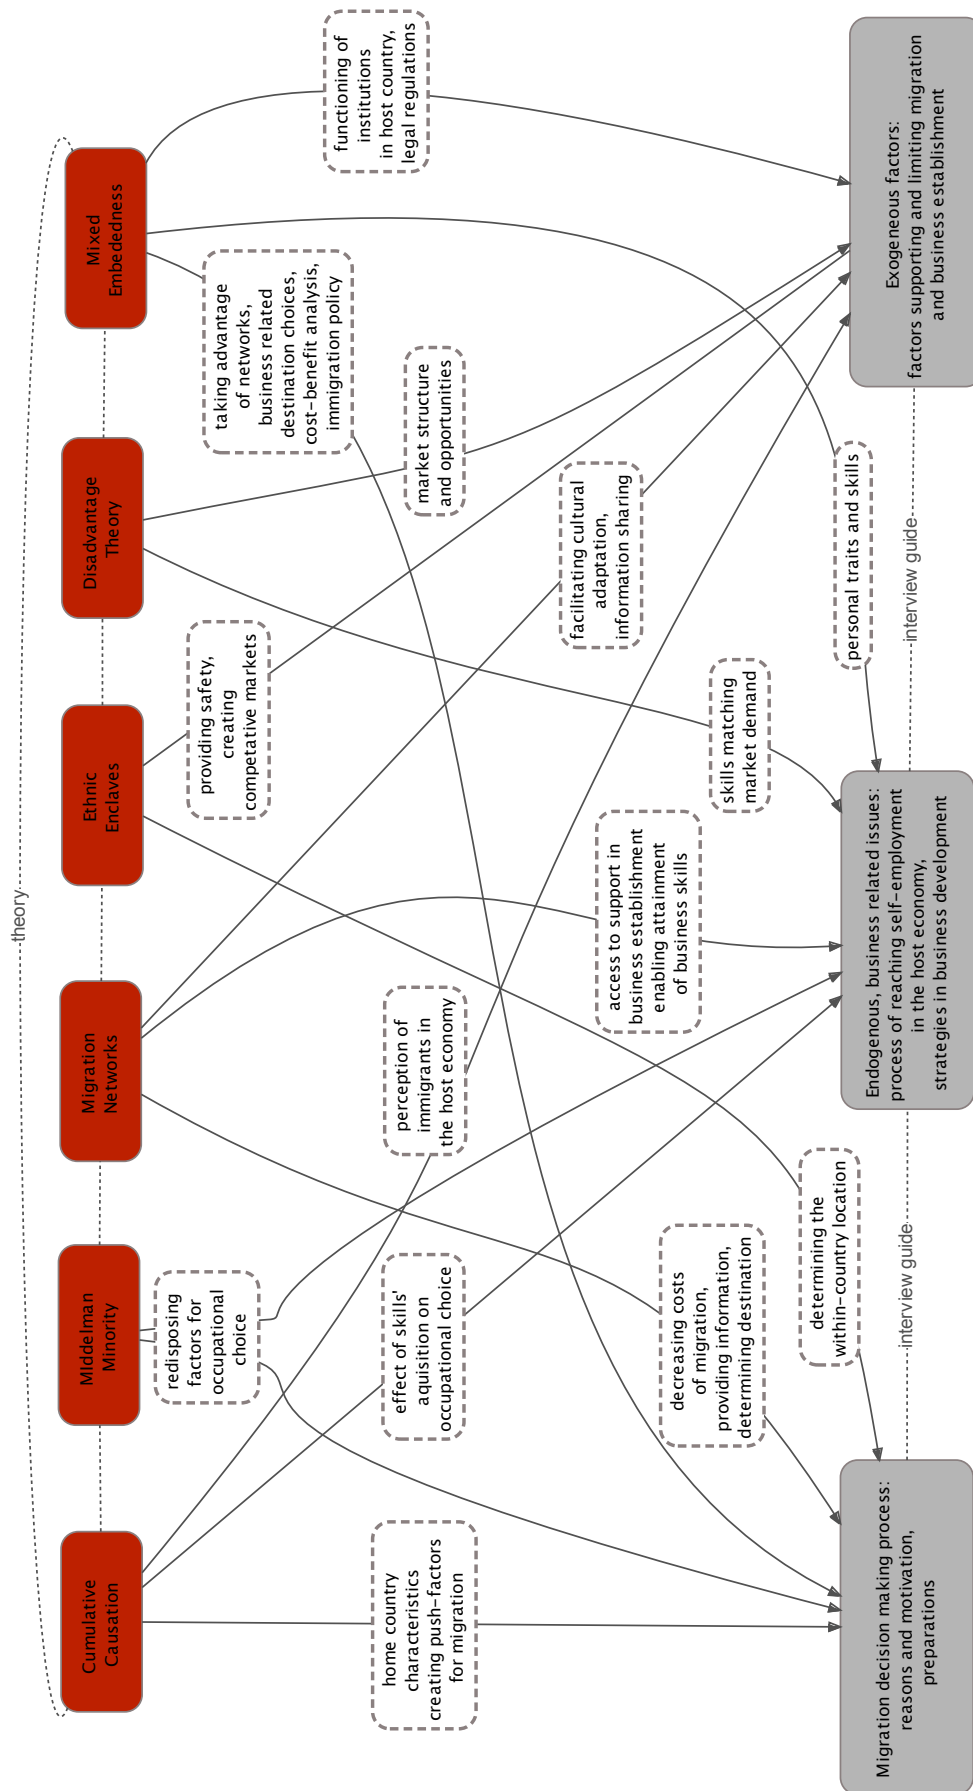 theory
Cumulative
Causation
MIddelman
Minority
Migration
Networks
Ethnic
Enclaves
Disadvantage
Theory
Mixed
Embededness
home country
characteristics
creating push-factors
for migration
effect of skills'
aquisition on
occupational choice
redisposing
factors for
occupational
choice
perception of
immigrants in
the host economy
decreasing costs
of migration,
providing information,
determining destination
determining the
within-country location
access to support in
business establishment
enabling attainment
of business skills
providing safety,
creating
competative markets
facilitating cultural
adaptation,
information sharing
skills matching
market demand
market structure
and opportunities
taking advantage
of networks,
business related
destination choices,
cost-benefit analysis,
immigration policy
functioning of
institutions
in host country,
legal regulations
personal traits and skills
Migration decision making process:
reasons and motivation,
preparations
interview guide
Endogenous, business related issues:
process of reaching self-employment
in the host economy,
strategies in business development
interview guide
Exogeneous factors:
factors supporting and limiting migration
and business establishment